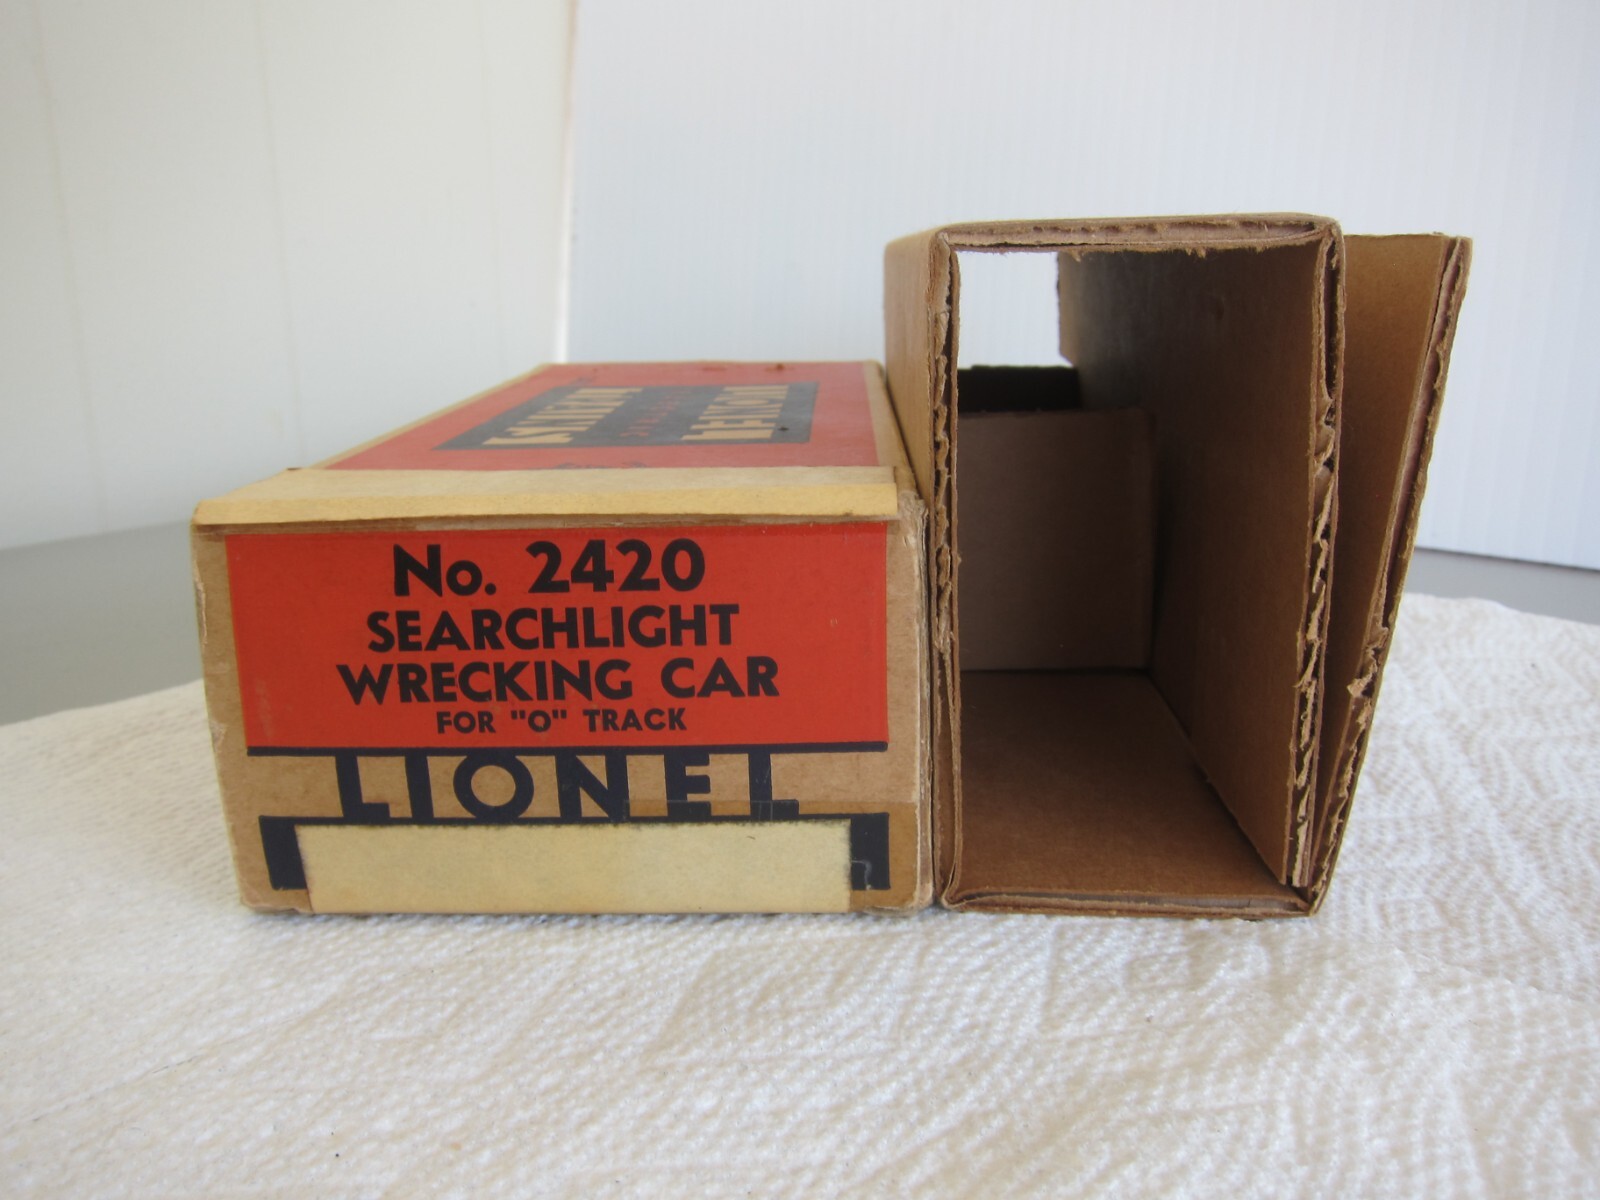 No. 2420
SEARCHLIGHT
WRECKING CAR
FOR "O" TRACK
LIONEL